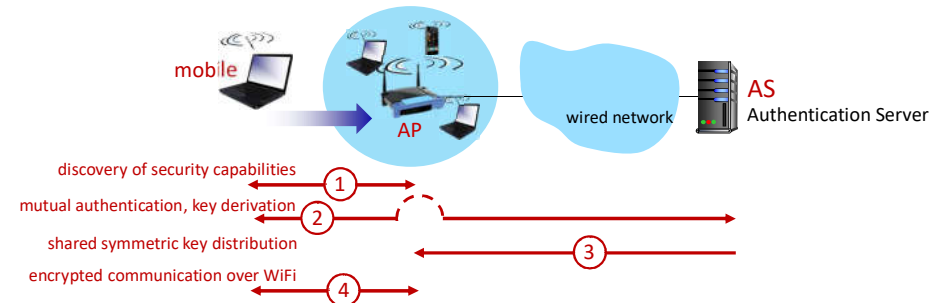 mobile
AP
wired network
AS
Authentication Server
discovery of security capabilities
1
mutual authentication, key derivation
2
shared symmetric key distribution
3
encrypted communication over WiFi
4